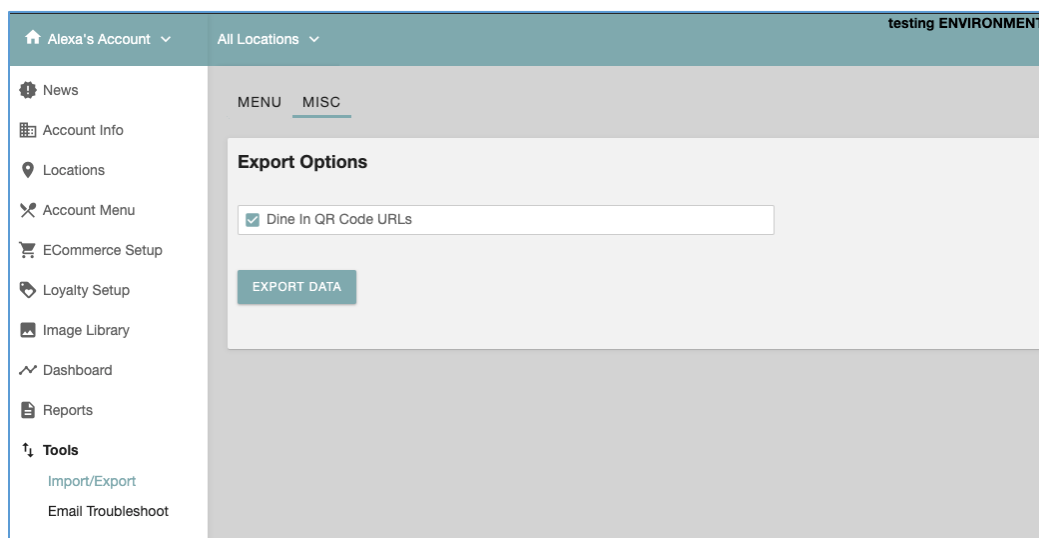 testing ENVIRONMENT
Alexa's Account
All Locations
News
Account Info
Locations
Account Menu
ECommerce Setup
Loyalty Setup
Image Library
Dashboard
Reports
Tools
Import/Export
Email Troubleshoot
MENU MISC
Export Options
Dine In QR Code URLs
EXPORT DATA